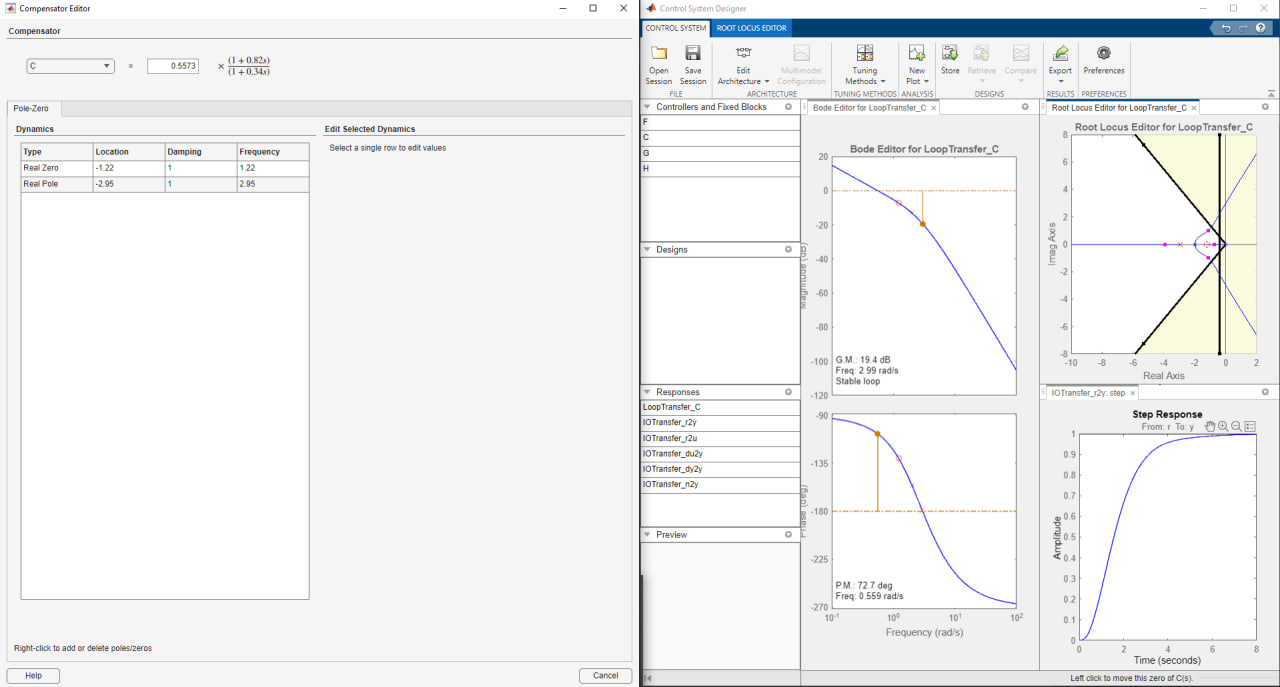 Compensator Editor
Compensator
C = 0.5573 × (1 + 0.82s)
(1 + 0.34s)
Pole-Zero
Dynamics
Type Location Damping Frequency
Real Zero -1.22 1 1.22
Real Pole -2.95 1 2.95
Edit Selected Dynamics
Select a single row to edit values
Right-click to add or delete poles/zeros
Help Cancel
Control System Designer
CONTROL SYSTEM ROOT LOCUS EDITOR
Open Session
Save Session
FILE
Edit Architecture
Multimodel Configuration
ARCHITECTURE
Tuning Methods
TUNING METHODS
New Plot
ANALYSIS
Store Retrieve Compare
DESIGNS
Export
RESULTS
Preferences
PREFERENCES
Controllers and Fixed Blocks
F
C
G
H
Designs
Responses
LoopTransfer_C
IOTransfer_r2y
IOTransfer_r2u
IOTransfer_du2y
IOTransfer_dy2y
IOTransfer_n2y
Preview
Bode Editor for LoopTransfer_C ×
Bode Editor for LoopTransfer_C
20
0
-20
-40
-60
-80
-100
-120
Magnitude (dB)
G.M.: 19.4 dB
Freq: 2.99 rad/s
Stable loop
-90
-135
-180
-225
-270
Phase (deg)
P.M.: 72.7 deg
Freq: 0.559 rad/s
10-1 100 101 102
Frequency (rad/s)
Root Locus Editor for LoopTransfer_C ×
Root Locus Editor for LoopTransfer_C
8
6
4
2
0
-2
-4
-6
-8
Imag Axis
-10 -8 -6 -4 -2 0 2
Real Axis
IOTransfer_r2y: step ×
Step Response
From: r To: y
1
0.9
0.8
0.7
0.6
0.5
0.4
0.3
0.2
0.1
0
Amplitude
0 2 4 6 8
Time (seconds)
Left click to move this zero of C(s).